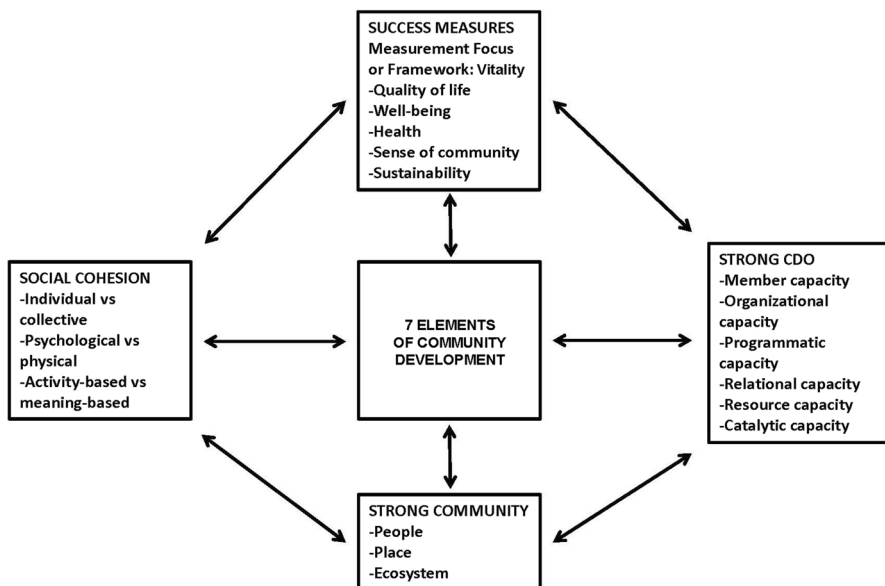 SUCCESS MEASURES
Measurement Focus
or Framework: Vitality
-Quality of life
-Well-being
-Health
-Sense of community
-Sustainability
SOCIAL COHESION
-Individual vs
collective
-Psychological vs
physical
-Activity-based vs
meaning-based
7 ELEMENTS
OF COMMUNITY
DEVELOPMENT
STRONG CDO
-Member capacity
-Organizational
capacity
-Programmatic
capacity
-Relational capacity
-Resource capacity
-Catalytic capacity
STRONG COMMUNITY
-People
-Place
-Ecosystem